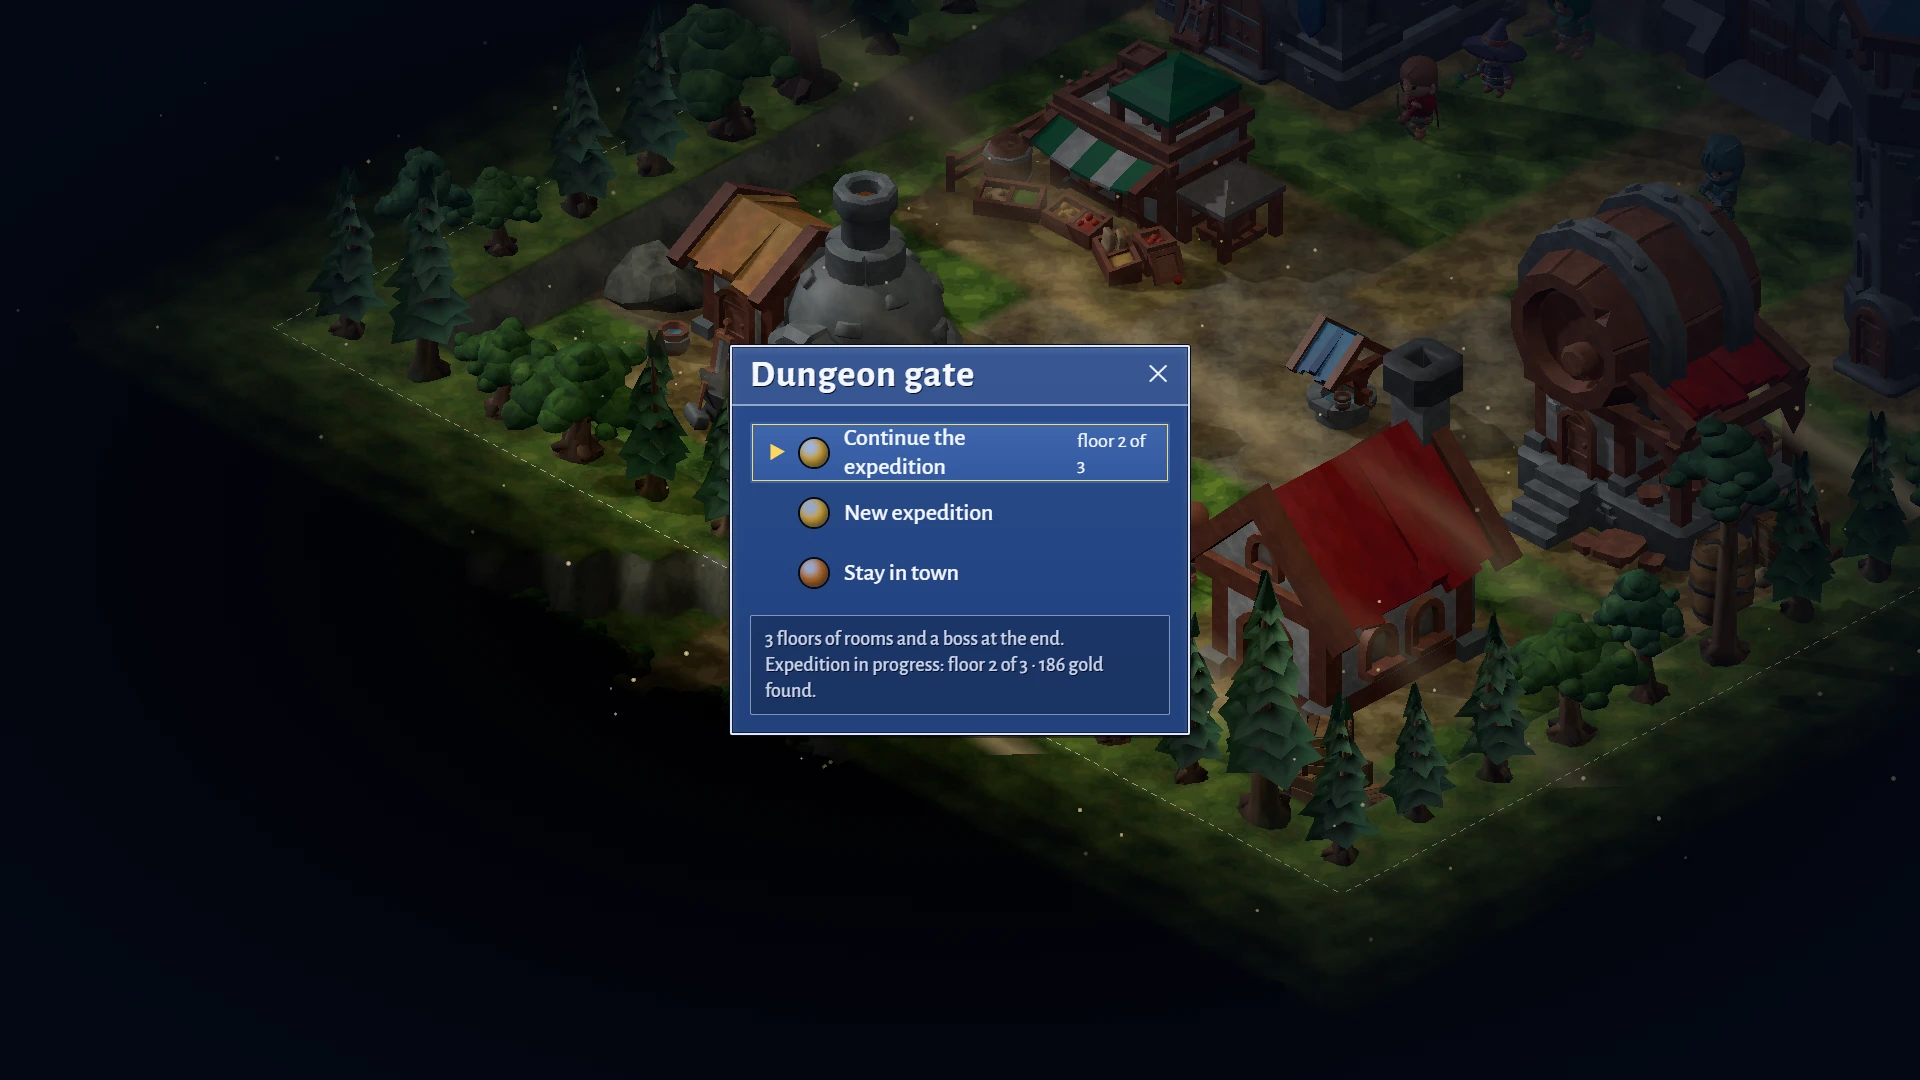 Dungeon gate
Continue the
expedition
floor 2 of
3
New expedition
Stay in town
3 floors of rooms and a boss at the end.
Expedition in progress: floor 2 of 3 · 186 gold
found.